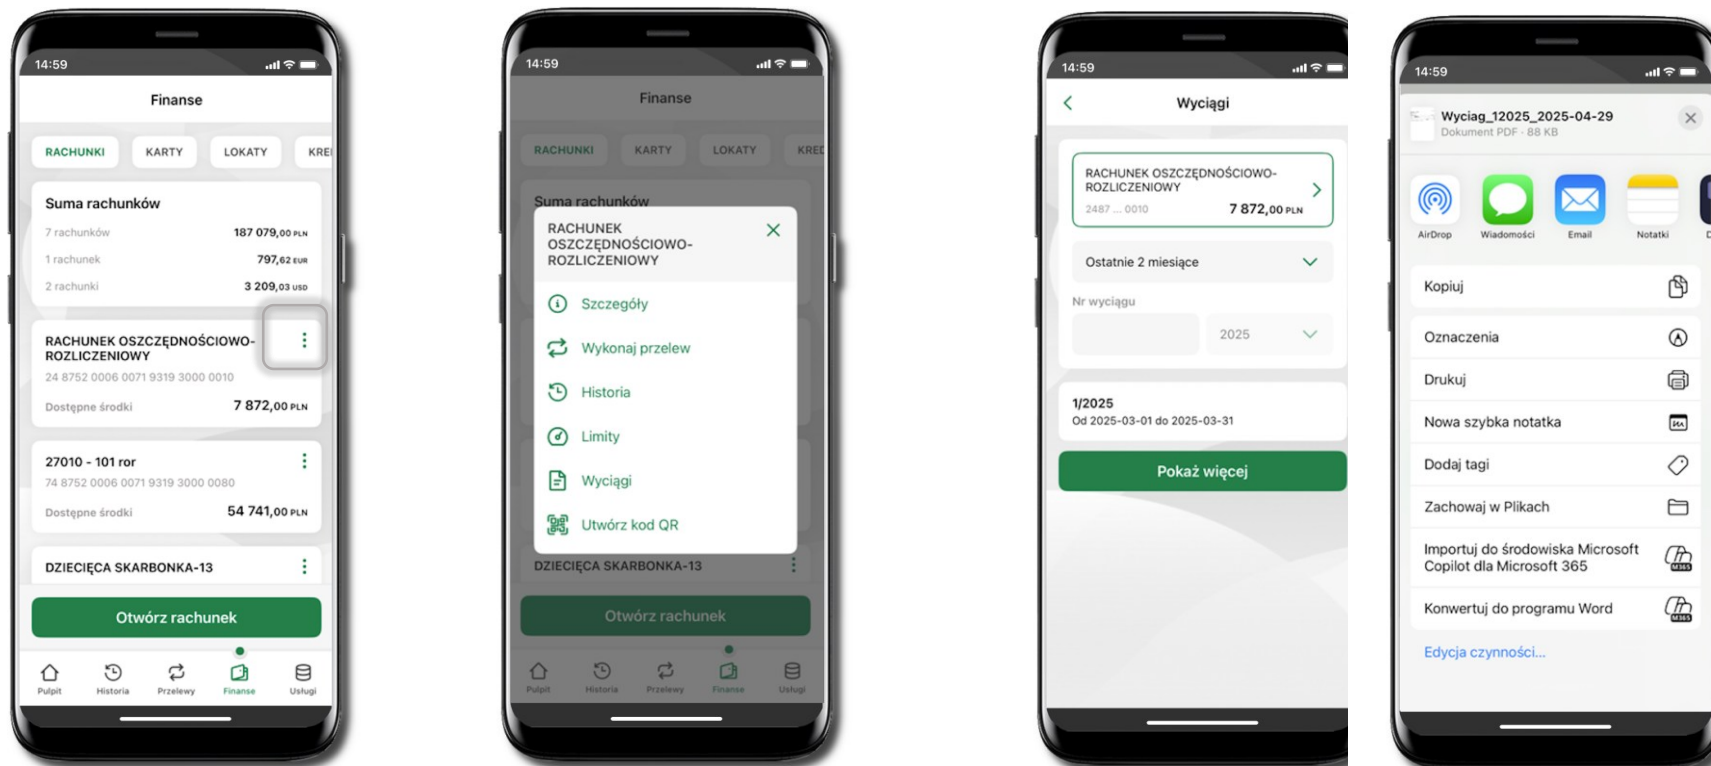 14:59
Finanse
RACHUNKI KARTY LOKATY KRE
Suma rachunków
7 rachunków 187 079,00 PLN
1 rachunek 797,62 EUR
2 rachunki 3 209,03 USD
RACHUNEK OSZCZĘDNOŚCIOWO-
ROZLICZENIOWY
24 8752 0006 0071 9319 3000 0010
Dostępne środki 7 872,00 PLN
27010 - 101 ror
74 8752 0006 0071 9319 3000 0080
Dostępne środki 54 741,00 PLN
DZIECIĘCA SKARBONKA-13
Otwórz rachunek
Pulpit Historia Przelewy Finanse Usługi
14:59
Finanse
RACHUNKI KARTY LOKATY KRED
Suma rachunków
RACHUNEK
OSZCZĘDNOŚCIOWO-
ROZLICZENIOWY
Szczegóły
Wykonaj przelew
Historia
Limity
Wyciągi
Utwórz kod QR
DZIECIĘCA SKARBONKA-13
Otwórz rachunek
Pulpit Historia Przelewy Finanse Usługi
14:59
Wyciągi
RACHUNEK OSZCZĘDNOŚCIOWO-
ROZLICZENIOWY
2487 ... 0010 7 872,00 PLN
Ostatnie 2 miesiące
Nr wyciągu
2025
1/2025
Od 2025-03-01 do 2025-03-31
Pokaż więcej
14:59
Wyciag_12025_2025-04-29
Dokument PDF · 88 KB
AirDrop Wiadomości Email Notatki D
Kopiuj
Oznaczenia
Drukuj
Nowa szybka notatka
Dodaj tagi
Zachowaj w Plikach
Importuj do środowiska Microsoft
Copilot dla Microsoft 365
M365
Konwertuj do programu Word
M365
Edycja czynności...